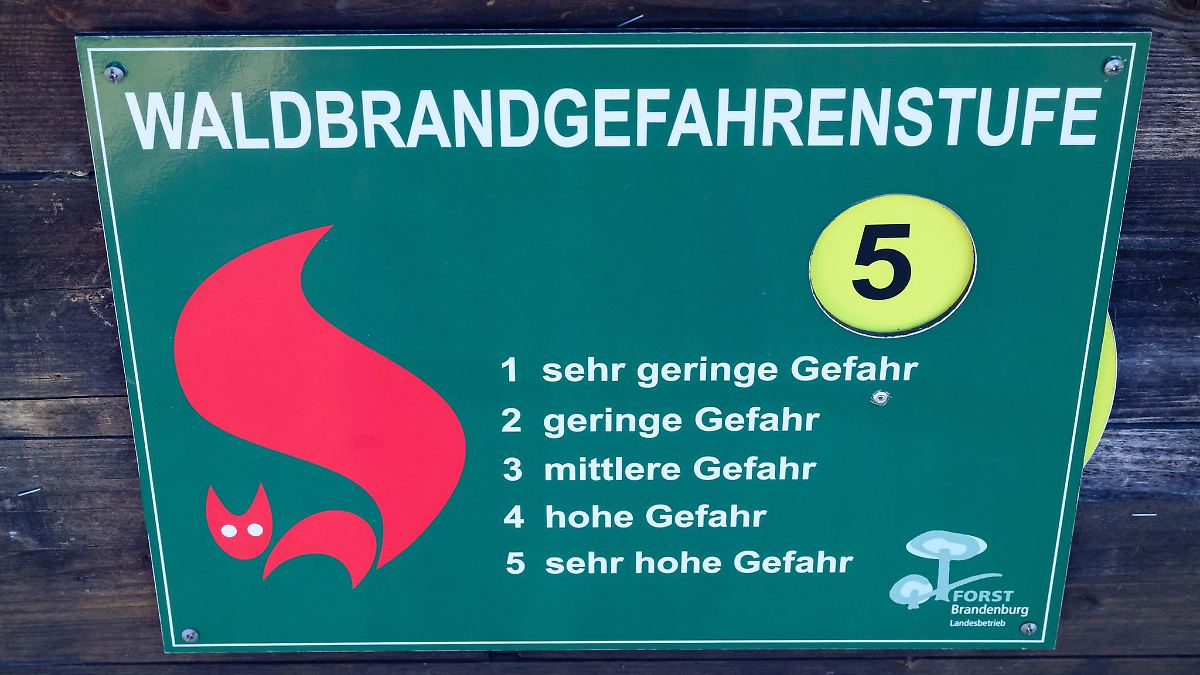 WALDBRANDGEFAHRENSTUFE
5
1 sehr geringe Gefahr
2 geringe Gefahr
3 mittlere Gefahr
4 hohe Gefahr
5 sehr hohe Gefahr
FORST
Brandenburg
Landesbetrieb